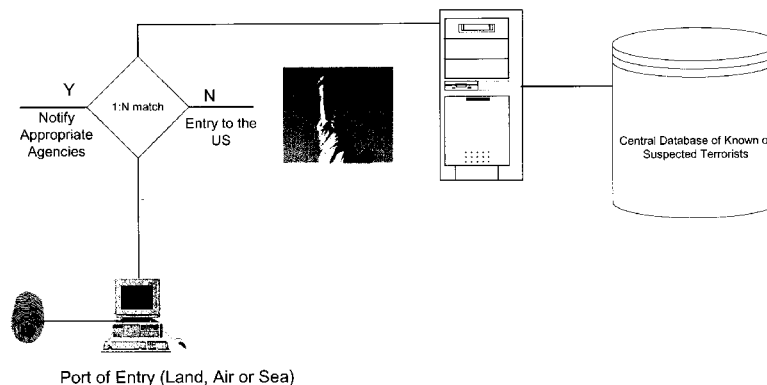 Y
N
1:N match
Notify
Appropriate
Agencies
Entry to the
US
Central Database of Known o
Suspected Terrorists
Port of Entry (Land, Air or Sea)